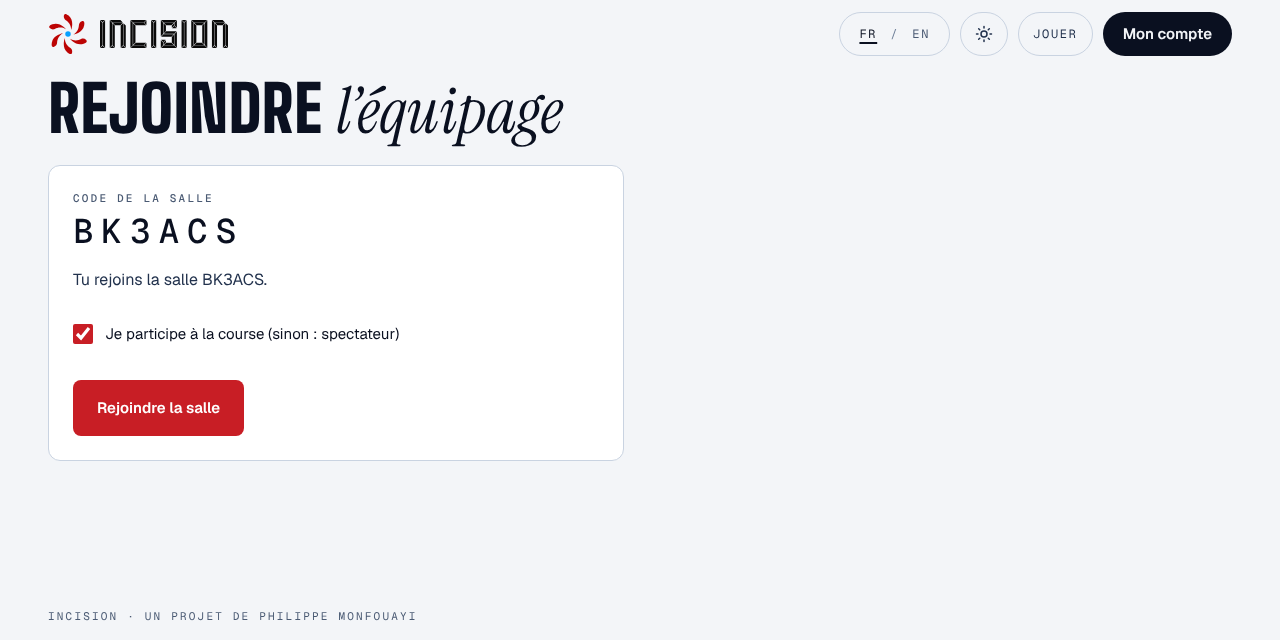 INCISION
FR / EN
JOUER
Mon compte
REJOINDRE l’équipage
CODE DE LA SALLE
BK3ACS
Tu rejoins la salle BK3ACS.
Je participe à la course (sinon : spectateur)
Rejoindre la salle
INCISION · UN PROJET DE PHILIPPE MONFOUAYI